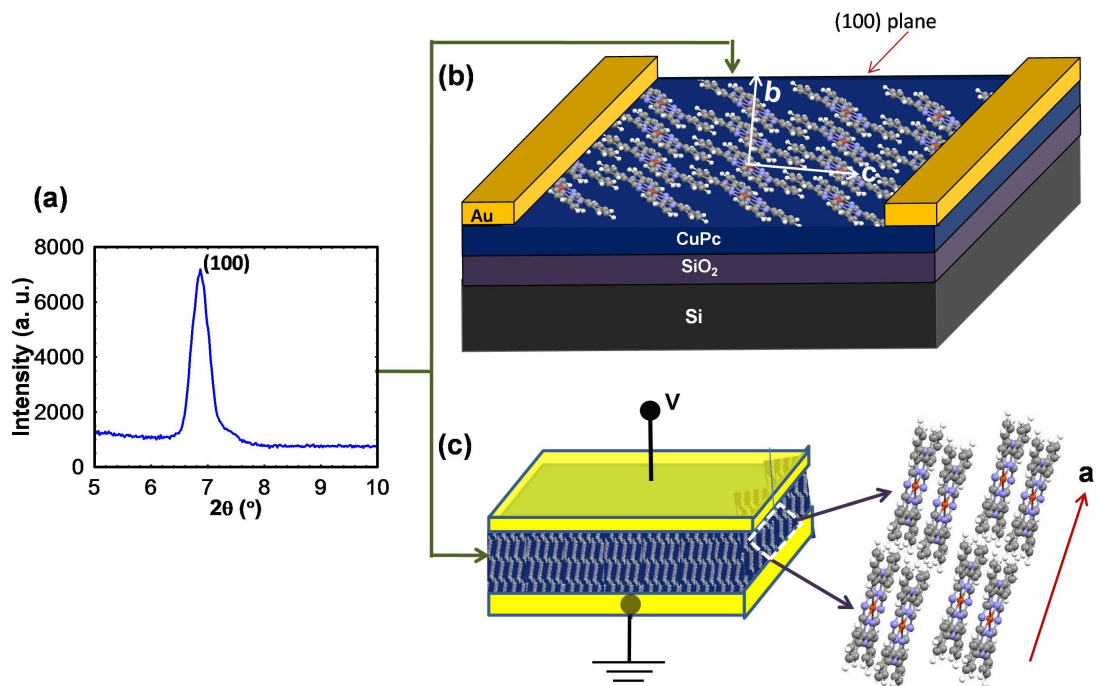 (100) plane
(b)
b
c
Au
CuPc
SiO₂
Si
(a)
8000
6000
4000
2000
0
(100)
Intensity (a. u.)
5 6 7 8 9 10
2θ (°)
(c)
V
a